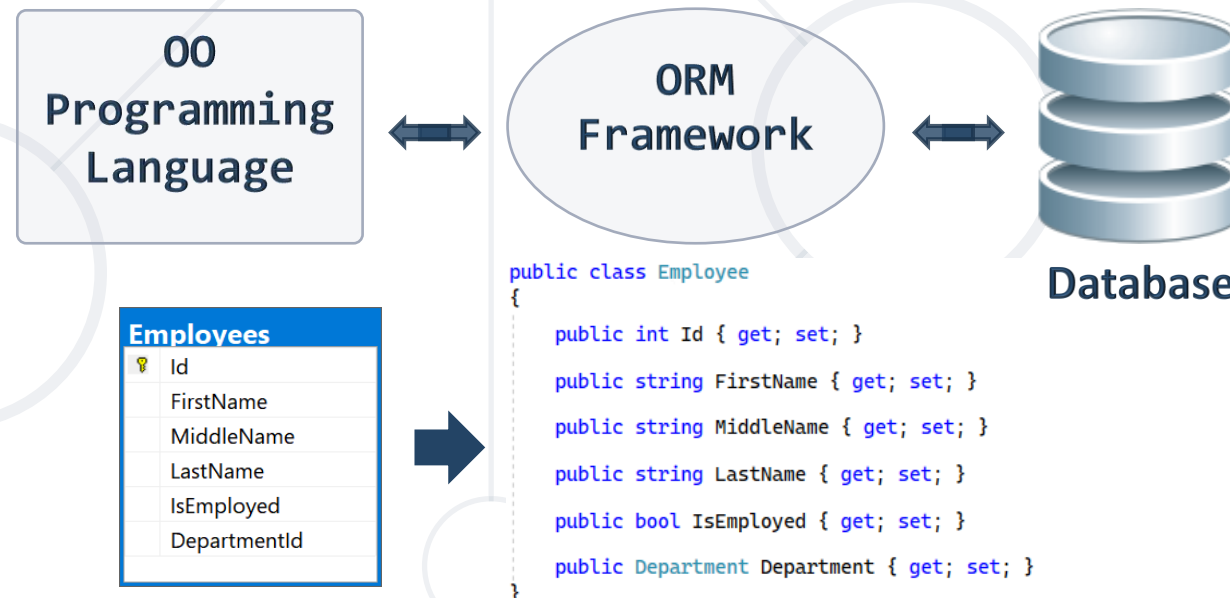 OO
Programming
Language
ORM
Framework
Database
Employees
Id
FirstName
MiddleName
LastName
IsEmployed
DepartmentId
public class Employee
{
public int Id { get; set; }
public string FirstName { get; set; }
public string MiddleName { get; set; }
public string LastName { get; set; }
public bool IsEmployed { get; set; }
public Department Department { get; set; }
}